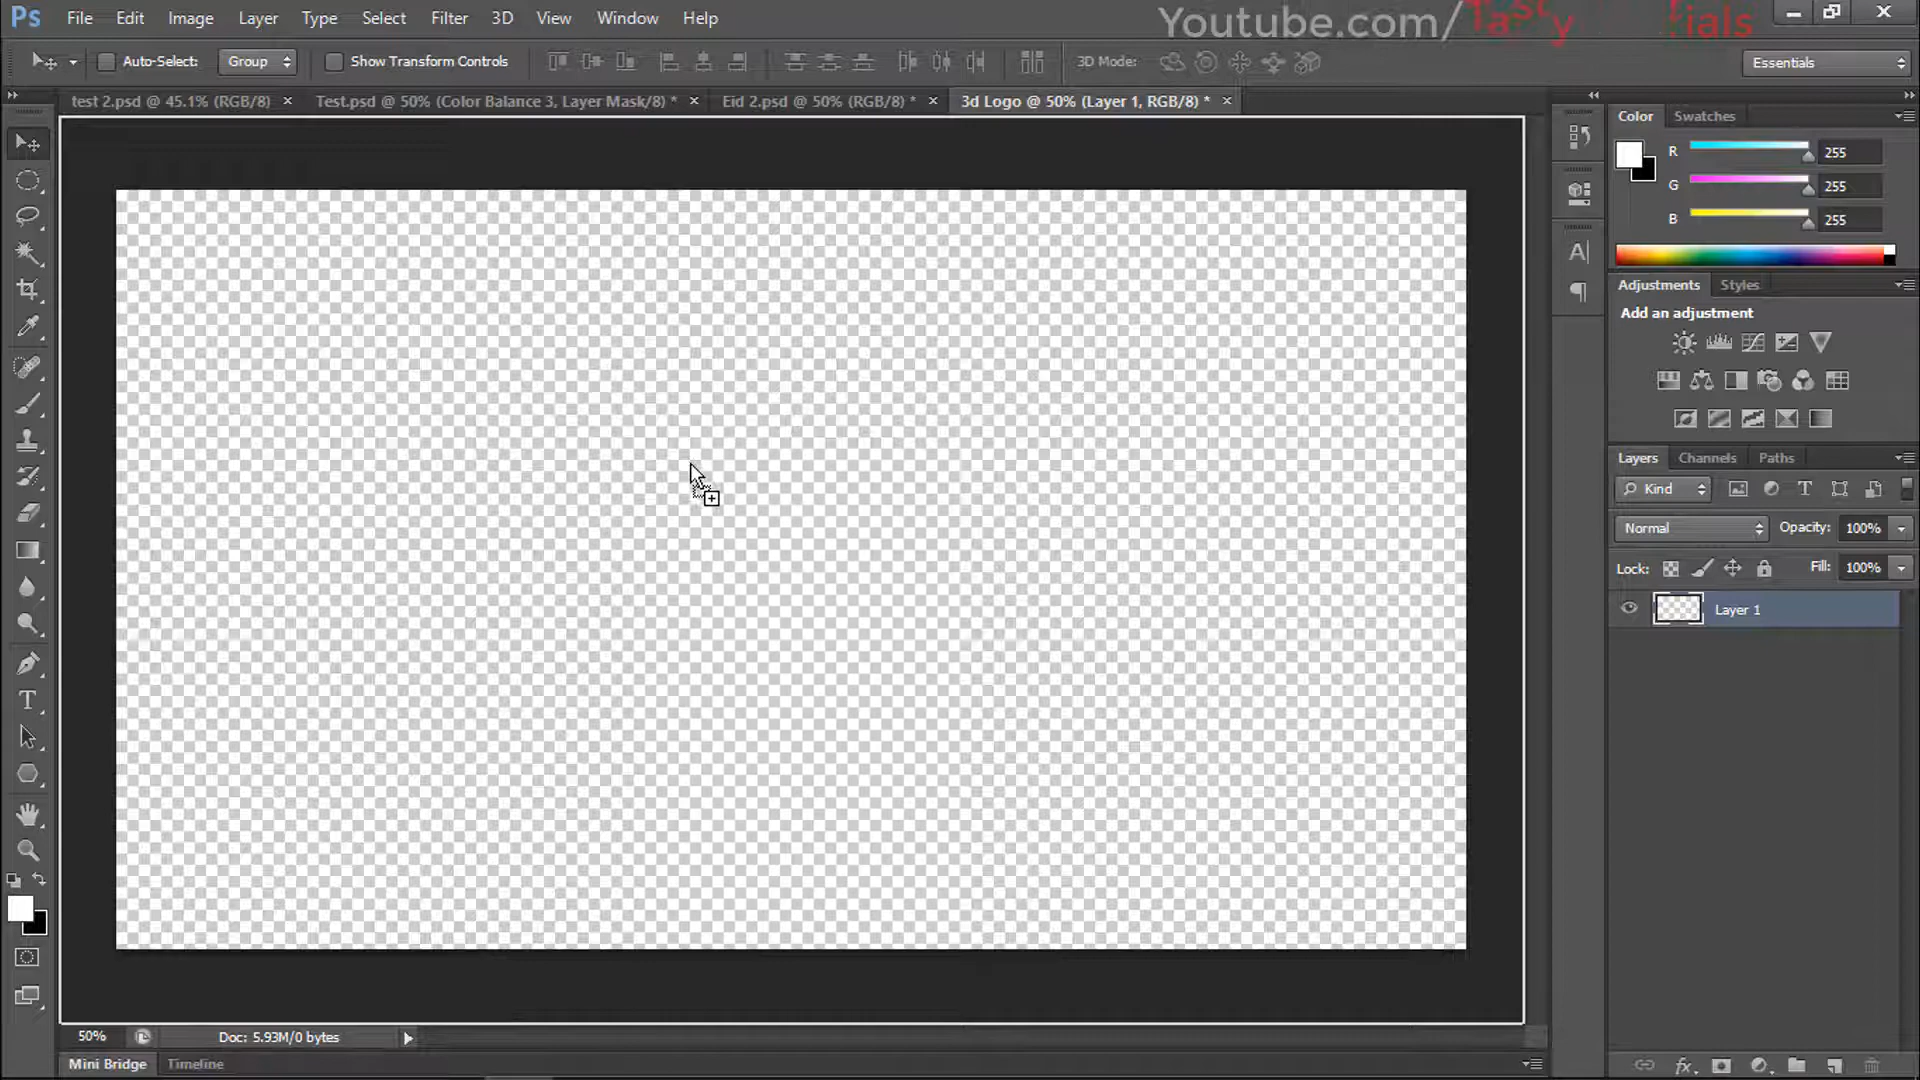 Ps File Edit Image Layer Type Select Filter 3D View Window Help
Youtube.com/Tasty
Auto-Select: Group Show Transform Controls 3D Mode: Essentials
test 2.psd @ 45.1% (RGB/8) × Test.psd @ 50% (Color Balance 3, Layer Mask/8) * × Eid 2.psd @ 50% (RGB/8) * × 3d Logo @ 50% (Layer 1, RGB/8) * ×
Color Swatches
R 255
G 255
B 255
Adjustments Styles
Add an adjustment
Layers Channels Paths
Kind
Normal Opacity: 100%
Lock: Fill: 100%
Layer 1
50% Doc: 5.93M/0 bytes
Mini Bridge Timeline